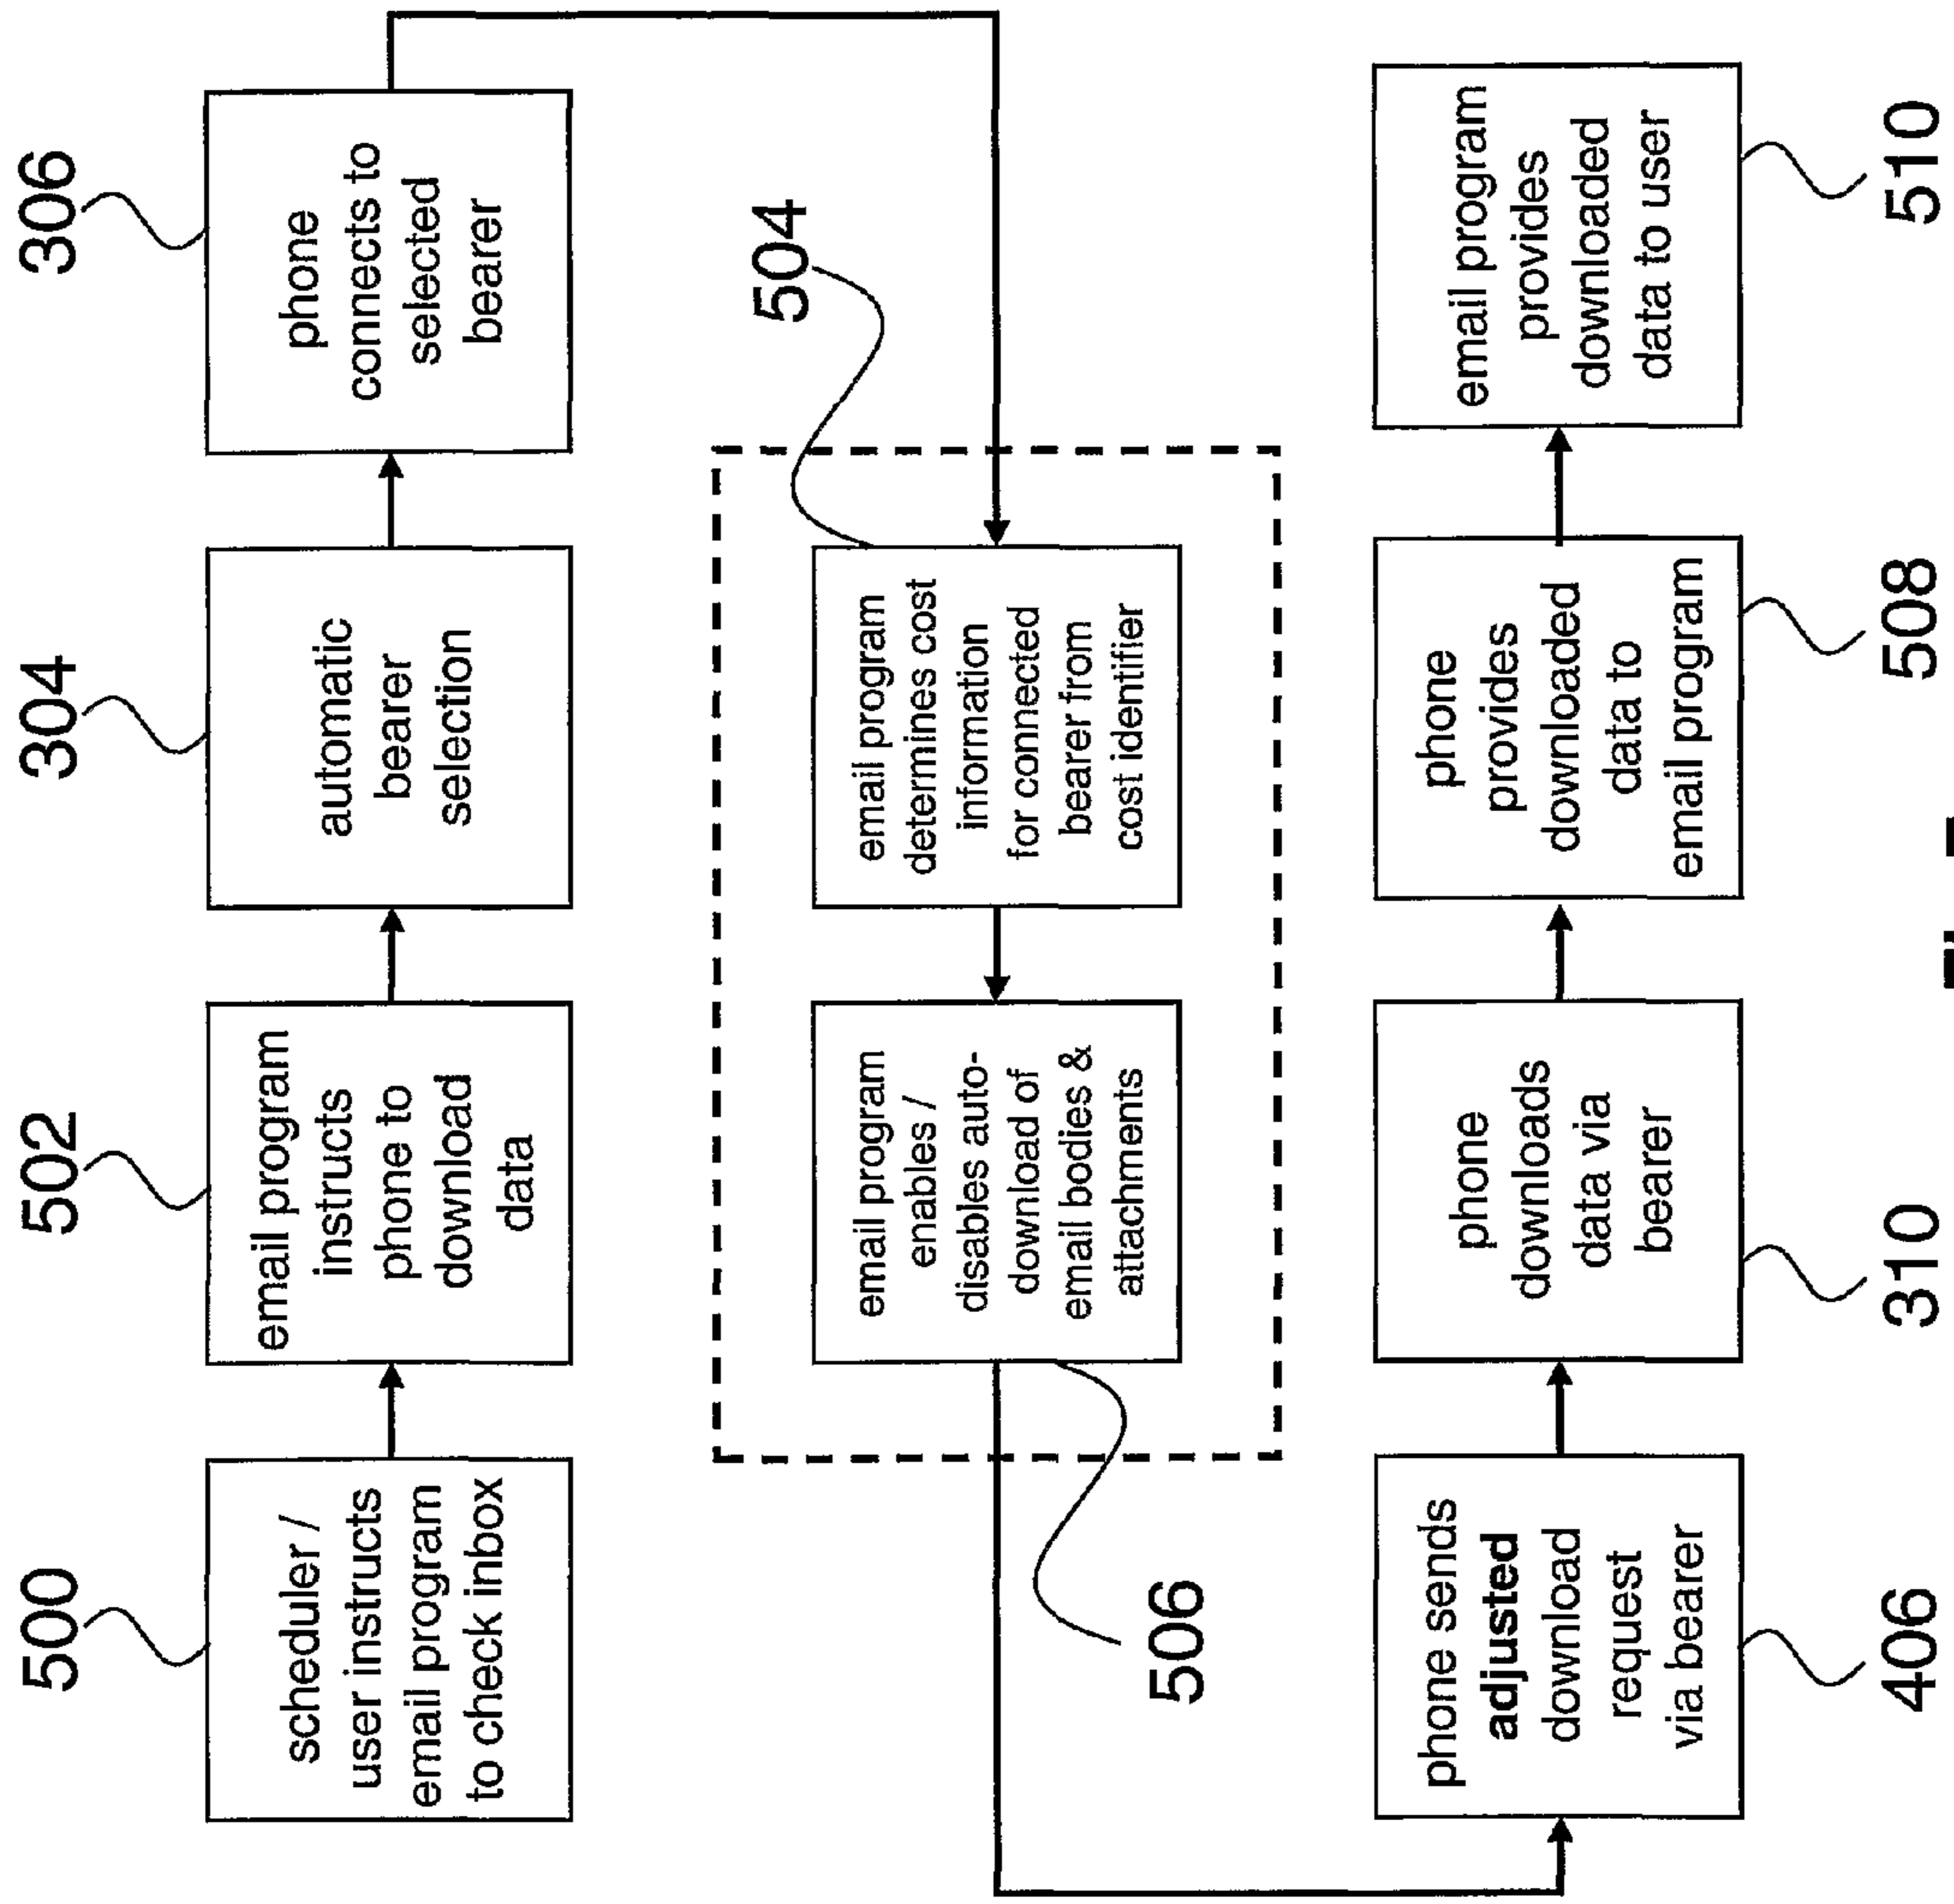 500
scheduler /
user instructs
email program
to check inbox
502
email program
instructs
phone to
download
data
304
automatic
bearer
selection
306
phone
connects to
selected
bearer
504
email program
determines cost
information
for connected
bearer from
cost identifier
506
email program
enables /
disables auto-
download of
email bodies &
attachments
406
phone sends
adjusted
download
request
via bearer
310
phone
downloads
data via
bearer
508
phone
provides
downloaded
data to
email program
510
email program
provides
downloaded
data to user